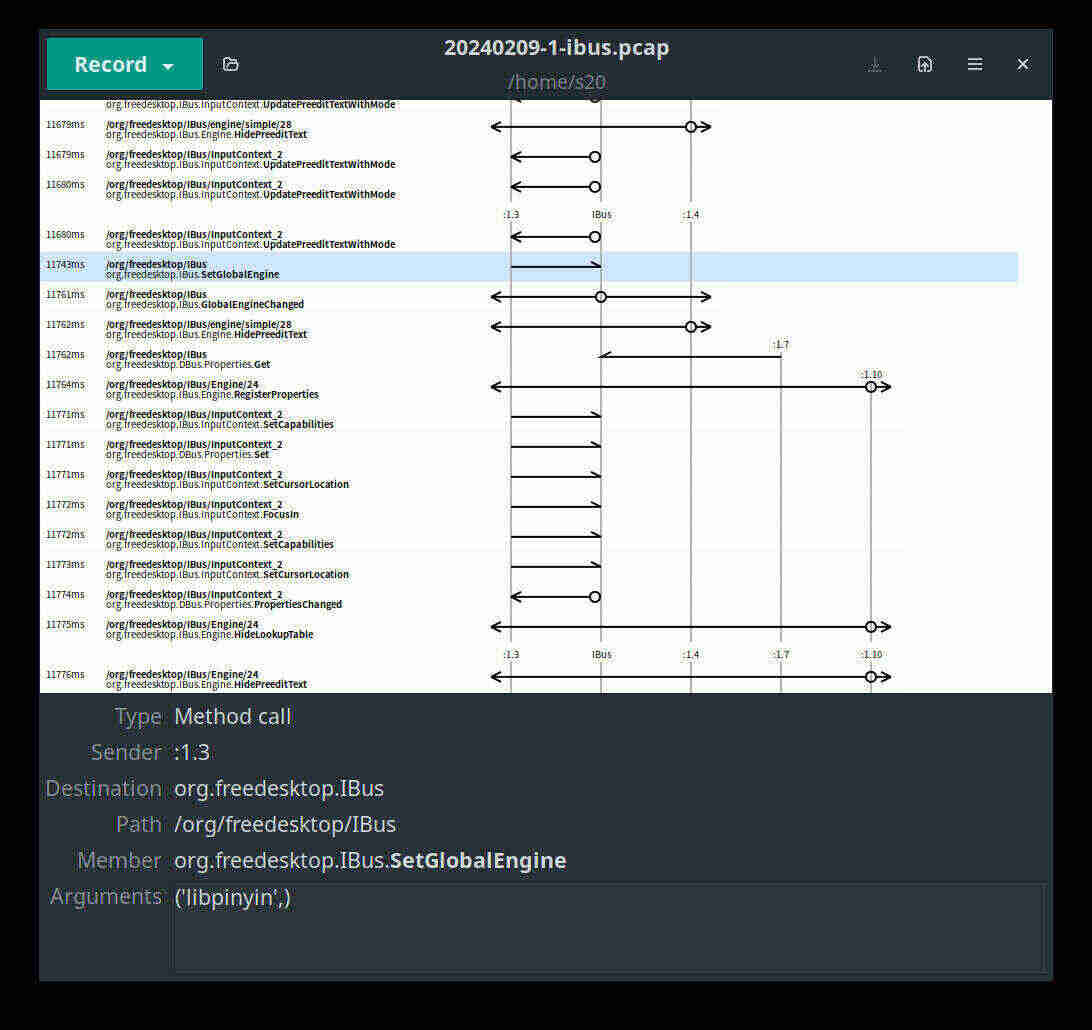 Record
20240209-1-ibus.pcap
/home/s20
org.freedesktop.IBus.InputContext.UpdatePreeditTextWithMode
11679ms /org/freedesktop/IBus/engine/simple/28
org.freedesktop.IBus.Engine.HidePreeditText
11679ms /org/freedesktop/IBus/InputContext_2
org.freedesktop.IBus.InputContext.UpdatePreeditTextWithMode
11680ms /org/freedesktop/IBus/InputContext_2
org.freedesktop.IBus.InputContext.UpdatePreeditTextWithMode
:1.3 IBus :1.4
11680ms /org/freedesktop/IBus/InputContext_2
org.freedesktop.IBus.InputContext.UpdatePreeditTextWithMode
11743ms /org/freedesktop/IBus
org.freedesktop.IBus.SetGlobalEngine
11761ms /org/freedesktop/IBus
org.freedesktop.IBus.GlobalEngineChanged
11762ms /org/freedesktop/IBus/engine/simple/28
org.freedesktop.IBus.Engine.HidePreeditText
:1.7
11762ms /org/freedesktop/IBus
org.freedesktop.DBus.Properties.Get
:1.10
11764ms /org/freedesktop/IBus/Engine/24
org.freedesktop.IBus.Engine.RegisterProperties
11771ms /org/freedesktop/IBus/InputContext_2
org.freedesktop.IBus.InputContext.SetCapabilities
11771ms /org/freedesktop/IBus/InputContext_2
org.freedesktop.DBus.Properties.Set
11771ms /org/freedesktop/IBus/InputContext_2
org.freedesktop.IBus.InputContext.SetCursorLocation
11772ms /org/freedesktop/IBus/InputContext_2
org.freedesktop.IBus.InputContext.FocusIn
11772ms /org/freedesktop/IBus/InputContext_2
org.freedesktop.IBus.InputContext.SetCapabilities
11773ms /org/freedesktop/IBus/InputContext_2
org.freedesktop.IBus.InputContext.SetCursorLocation
11774ms /org/freedesktop/IBus/InputContext_2
org.freedesktop.DBus.Properties.PropertiesChanged
11775ms /org/freedesktop/IBus/Engine/24
org.freedesktop.IBus.Engine.HideLookupTable
:1.3 IBus :1.4 :1.7 :1.10
11776ms /org/freedesktop/IBus/Engine/24
org.freedesktop.IBus.Engine.HidePreeditText
Type Method call
Sender :1.3
Destination org.freedesktop.IBus
Path /org/freedesktop/IBus
Member org.freedesktop.IBus.SetGlobalEngine
Arguments ('libpinyin',)